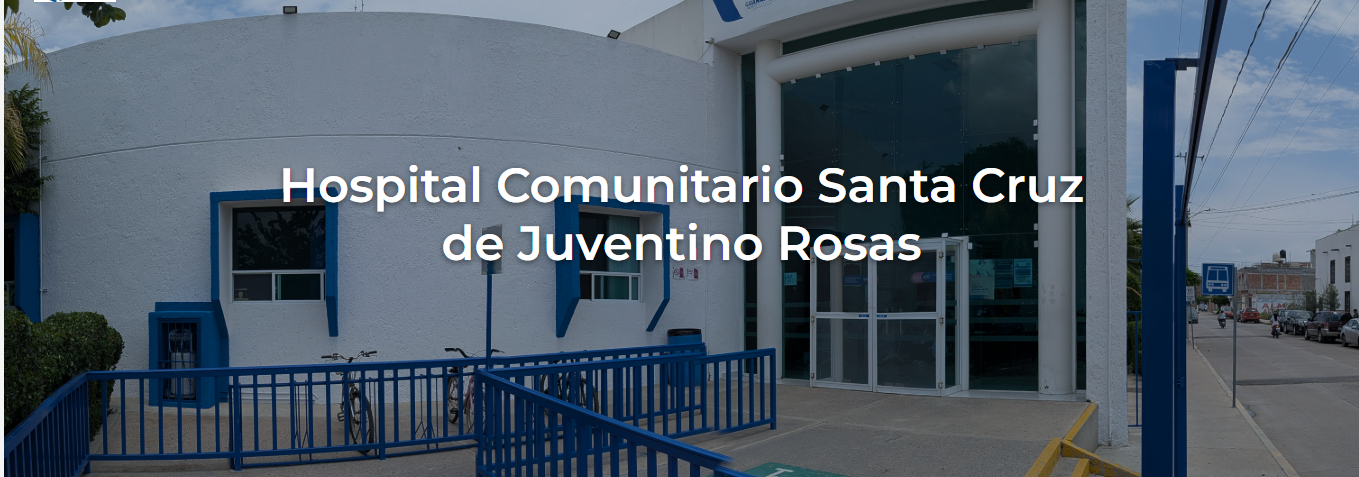 Hospital Comunitario Santa Cruz
de Juventino Rosas